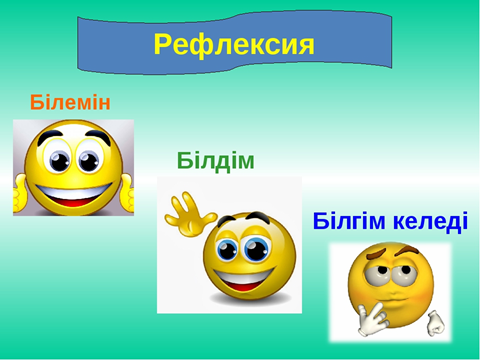 Рефлексия
Білемін
Білдім
Білгім келеді